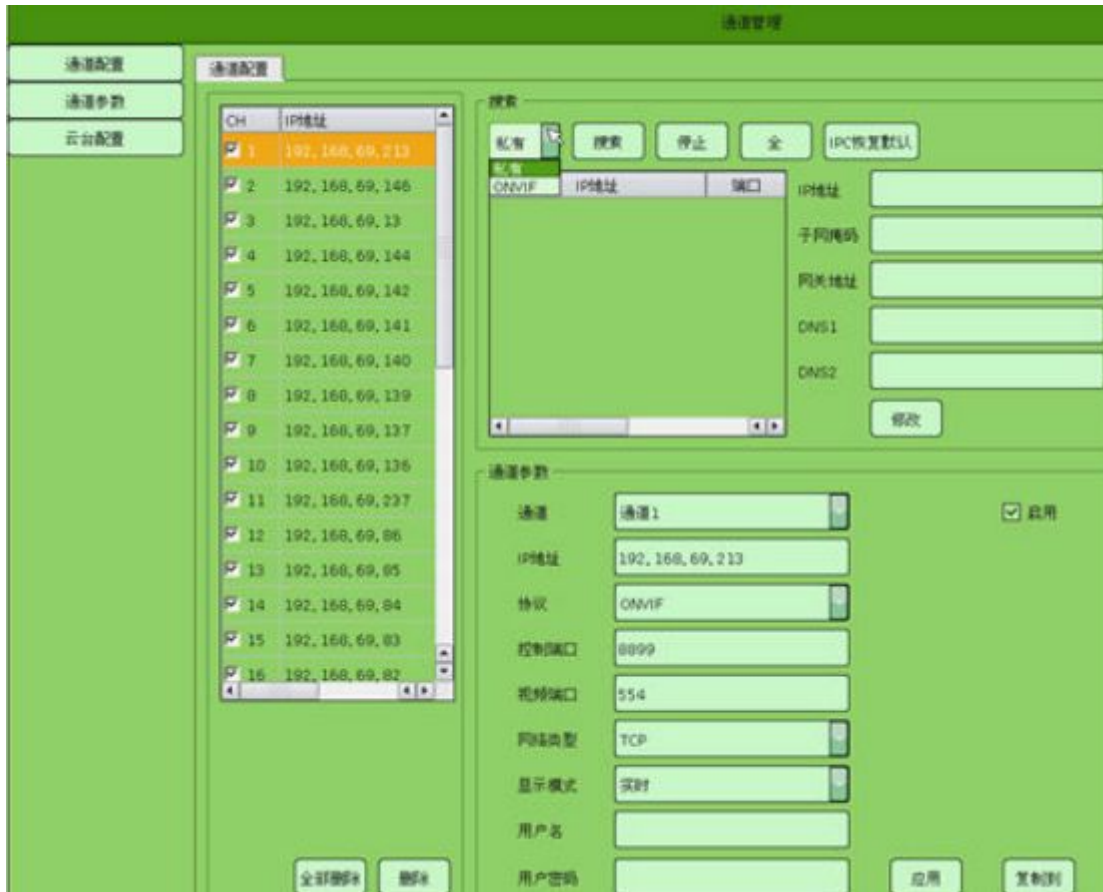 通道管理
通道配置
通道参数
云台配置
通道配置
CH IP地址
1 192.168.69.213
2 192.168.69.146
3 192.168.69.13
4 192.168.69.144
5 192.168.69.142
6 192.168.69.141
7 192.168.69.140
8 192.168.69.139
9 192.168.69.137
10 192.168.69.136
11 192.168.69.237
12 192.168.69.86
13 192.168.69.85
14 192.168.69.84
15 192.168.69.83
16 192.168.69.82
全部删除 删除
搜索
私有 搜索 停止 全 IPC恢复默认
私有
ONVIF IP地址 端口
IP地址
子网掩码
网关地址
DNS1
DNS2
修改
通道参数
通道 通道1 启用
IP地址 192.168.69.213
协议 ONVIF
控制端口 8899
视频端口 554
网络类型 TCP
显示模式 实时
用户名
用户密码 应用 复制到